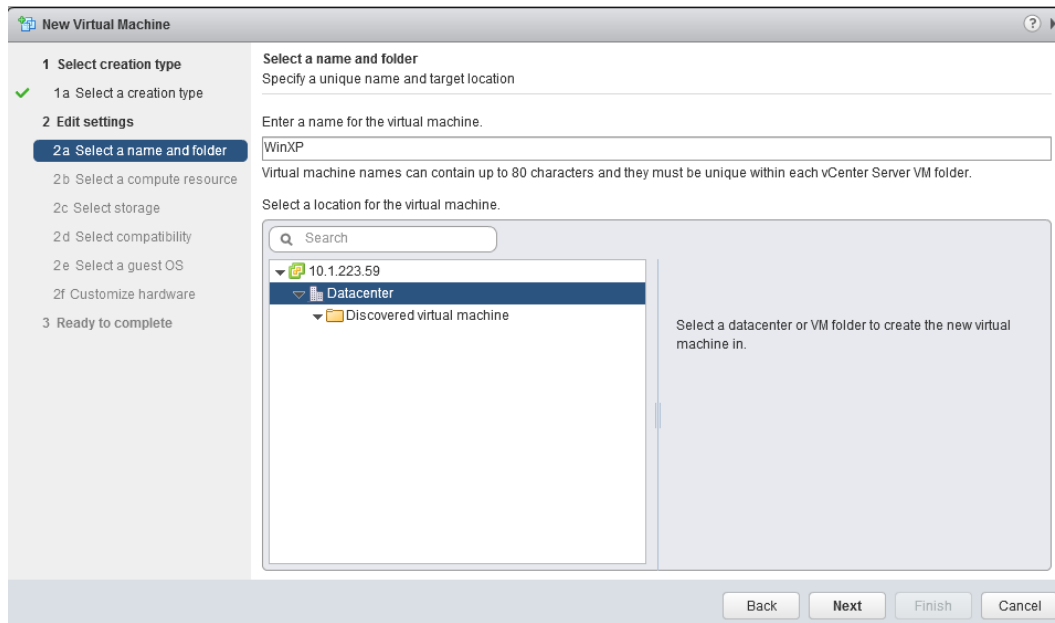 New Virtual Machine
?
1 Select creation type
1a Select a creation type
2 Edit settings
2a Select a name and folder
2b Select a compute resource
2c Select storage
2d Select compatibility
2e Select a guest OS
2f Customize hardware
3 Ready to complete
Select a name and folder
Specify a unique name and target location
Enter a name for the virtual machine.
WinXP
Virtual machine names can contain up to 80 characters and they must be unique within each vCenter Server VM folder.
Select a location for the virtual machine.
Search
10.1.223.59
Datacenter
Discovered virtual machine
Select a datacenter or VM folder to create the new virtual
machine in.
Back
Next
Finish
Cancel